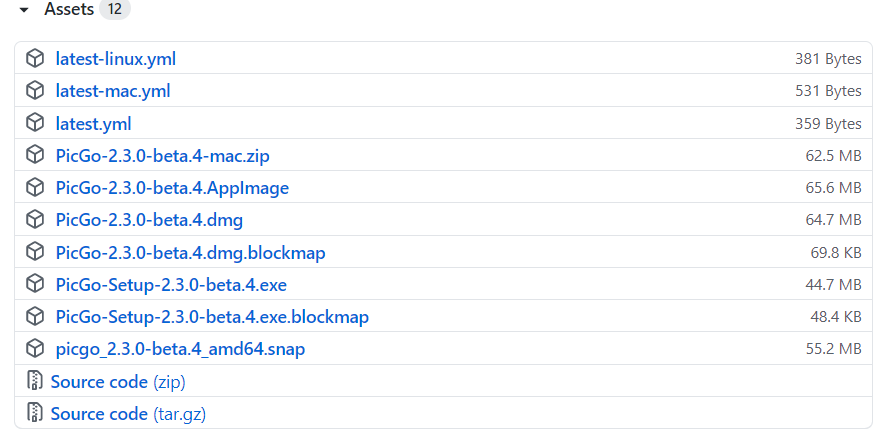 Assets 12
latest-linux.yml 381 Bytes
latest-mac.yml 531 Bytes
latest.yml 359 Bytes
PicGo-2.3.0-beta.4-mac.zip 62.5 MB
PicGo-2.3.0-beta.4.AppImage 65.6 MB
PicGo-2.3.0-beta.4.dmg 64.7 MB
PicGo-2.3.0-beta.4.dmg.blockmap 69.8 KB
PicGo-Setup-2.3.0-beta.4.exe 44.7 MB
PicGo-Setup-2.3.0-beta.4.exe.blockmap 48.4 KB
picgo_2.3.0-beta.4_amd64.snap 55.2 MB
Source code (zip)
Source code (tar.gz)